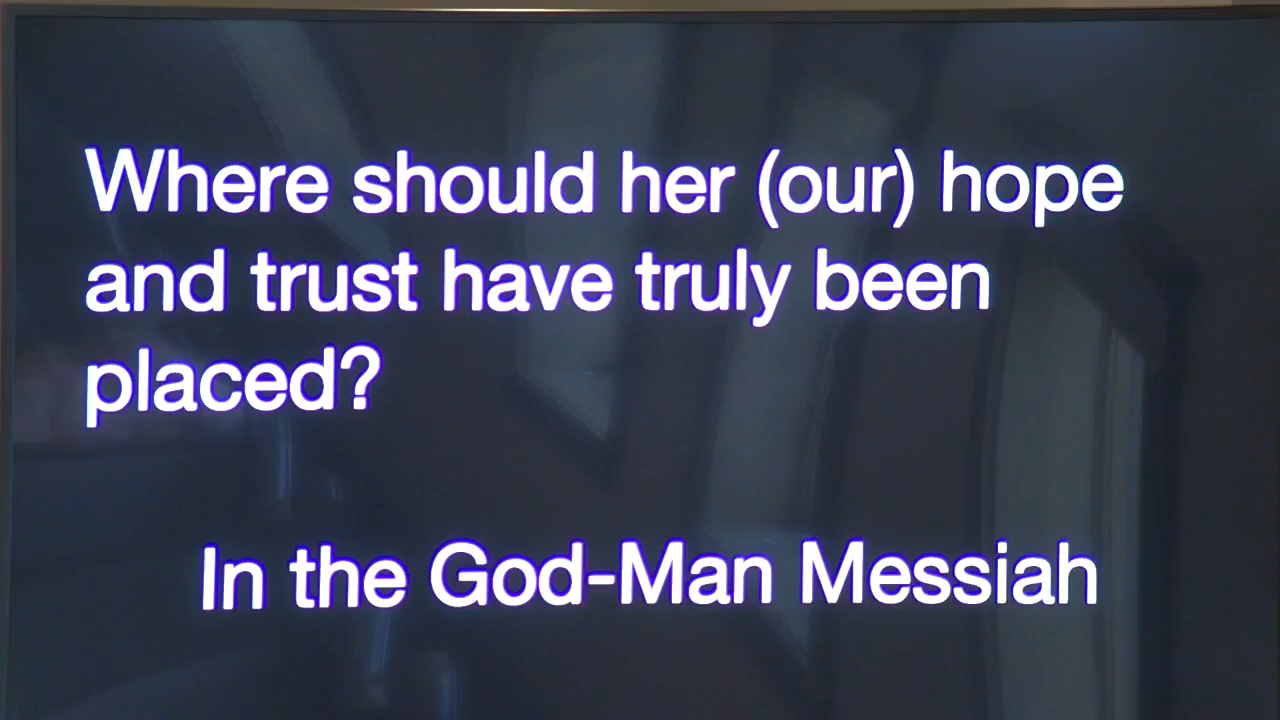 Where should her (our) hope
and trust have truly been
placed?
In the God-Man Messiah